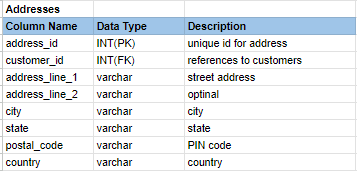 Addresses
Column Name Data Type Description
address_id INT(PK) unique id for address
customer_id INT(FK) references to customers
address_line_1 varchar street address
address_line_2 varchar optinal
city varchar city
state varchar state
postal_code varchar PIN code
country varchar country